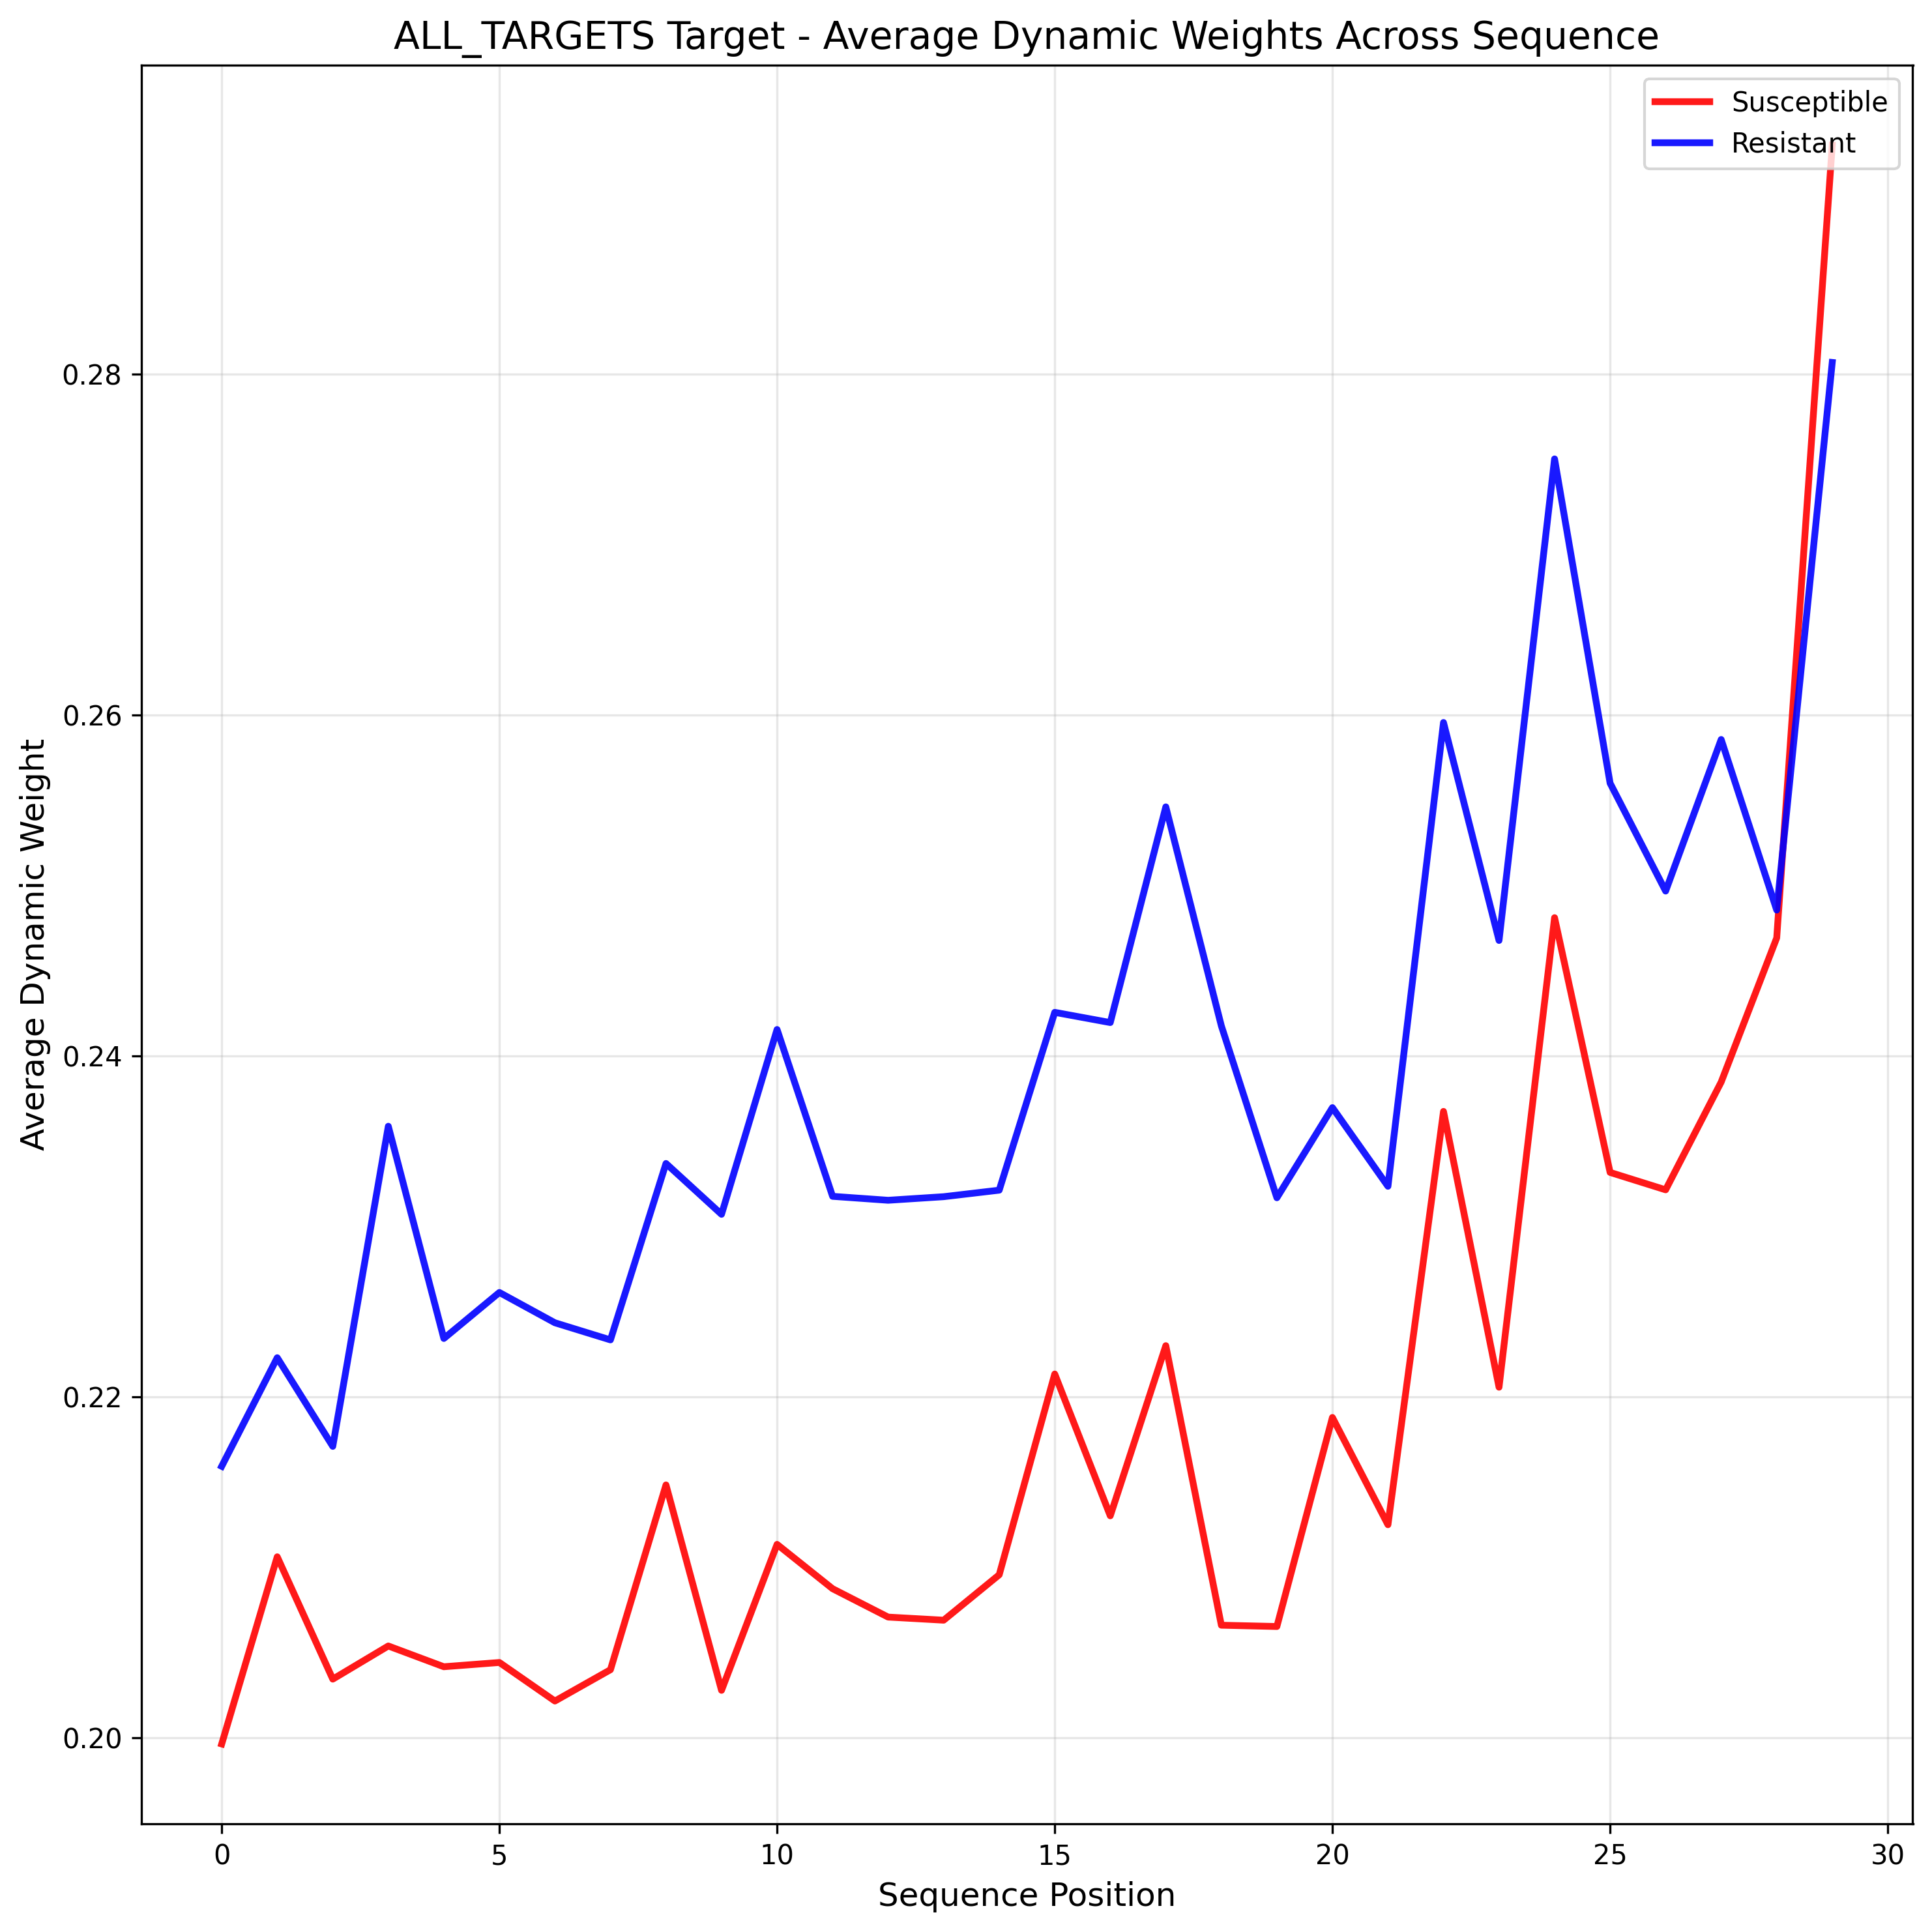 ALL_TARGETS Target - Average Dynamic Weights Across Sequence
Susceptible
Resistant
Average Dynamic Weight
0.28
0.26
0.24
0.22
0.20
0 5 10 15 20 25 30
Sequence Position